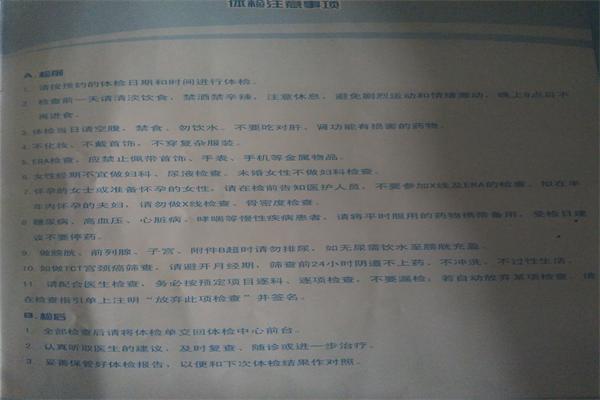 体检注意事项
A. 检前
1. 请按预约的体检日期和时间进行体检。
2. 检查前一天请清淡饮食，禁酒禁辛辣，注意休息，避免剧烈运动和情绪激动，晚上8点后不
再进食。
3. 体检当日请空腹，禁食，勿饮水。不要吃对肝，肾功能有损害的药物。
4. 不化妆、不戴首饰，不穿复杂服装。
5. ERA检查，应禁止佩带首饰、手表、手机等金属物品。
6. 女性经期不宜做妇科、尿液检查。未婚女性不做妇科检查。
7. 怀孕的女士或准备怀孕的女性，请在检前告知医护人员，不要参加X线及ERA的检查。拟在半
年内怀孕的夫妇，请勿做X线检查、骨密度检查。
8. 糖尿病、高血压、心脏病、哮喘等慢性疾病患者，请将平时服用的药物携带备用，受检日建
议不要停药。
9. 做膀胱、前列腺、子宫、附件B超时请勿排尿，如无尿需饮水至膀胱充盈。
10. 如做TCT宫颈癌筛查，请避开月经期，筛查前24小时阴道不上药，不冲洗，不过性生活。
11. 请配合医生检查，务必按预定项目逐科、逐项检查，不要漏检；若自动放弃某项检查，请
在检查指引单上注明“放弃此项检查”并签名。
B. 检后
1. 全部检查后请将体检单交回体检中心前台。
2. 认真听取医生的建议，及时复查、随诊或进一步治疗。
3. 妥善保管好体检报告，以便和下次体检结果作对照。